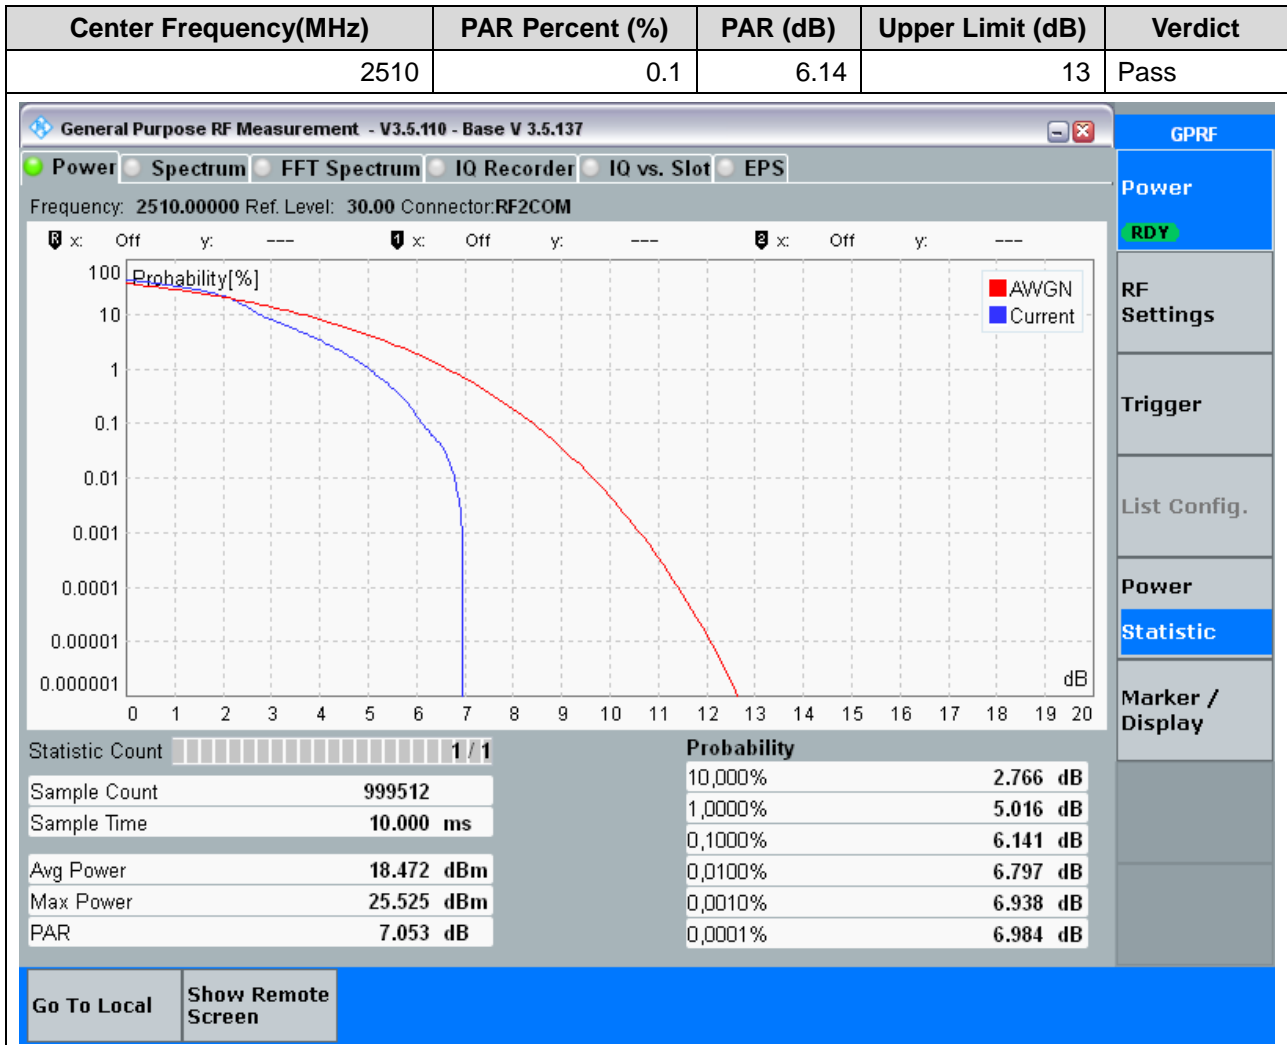 Center Frequency(MHz) PAR Percent (%) PAR (dB) Upper Limit (dB) Verdict
2510 0.1 6.14 13 Pass
General Purpose RF Measurement - V3.5.110 - Base V 3.5.137
GPRF
Power Spectrum FFT Spectrum IQ Recorder IQ vs. Slot EPS
Power
RDY
Frequency: 2510.00000 Ref. Level: 30.00 Connector:RF2COM
R x: Off y: --- 1 x: Off y: --- 2 x: Off y: ---
Probability[%]
AWGN
Current
100
10
1
0.1
0.01
0.001
0.0001
0.00001
0.000001
dB
0 1 2 3 4 5 6 7 8 9 10 11 12 13 14 15 16 17 18 19 20
RF
Settings
Trigger
List Config.
Power
Statistic
Marker /
Display
Statistic Count 1 / 1
Sample Count 999512
Sample Time 10.000 ms
Avg Power 18.472 dBm
Max Power 25.525 dBm
PAR 7.053 dB
Probability
10,000% 2.766 dB
1,0000% 5.016 dB
0,1000% 6.141 dB
0,0100% 6.797 dB
0,0010% 6.938 dB
0,0001% 6.984 dB
Go To Local
Show Remote
Screen